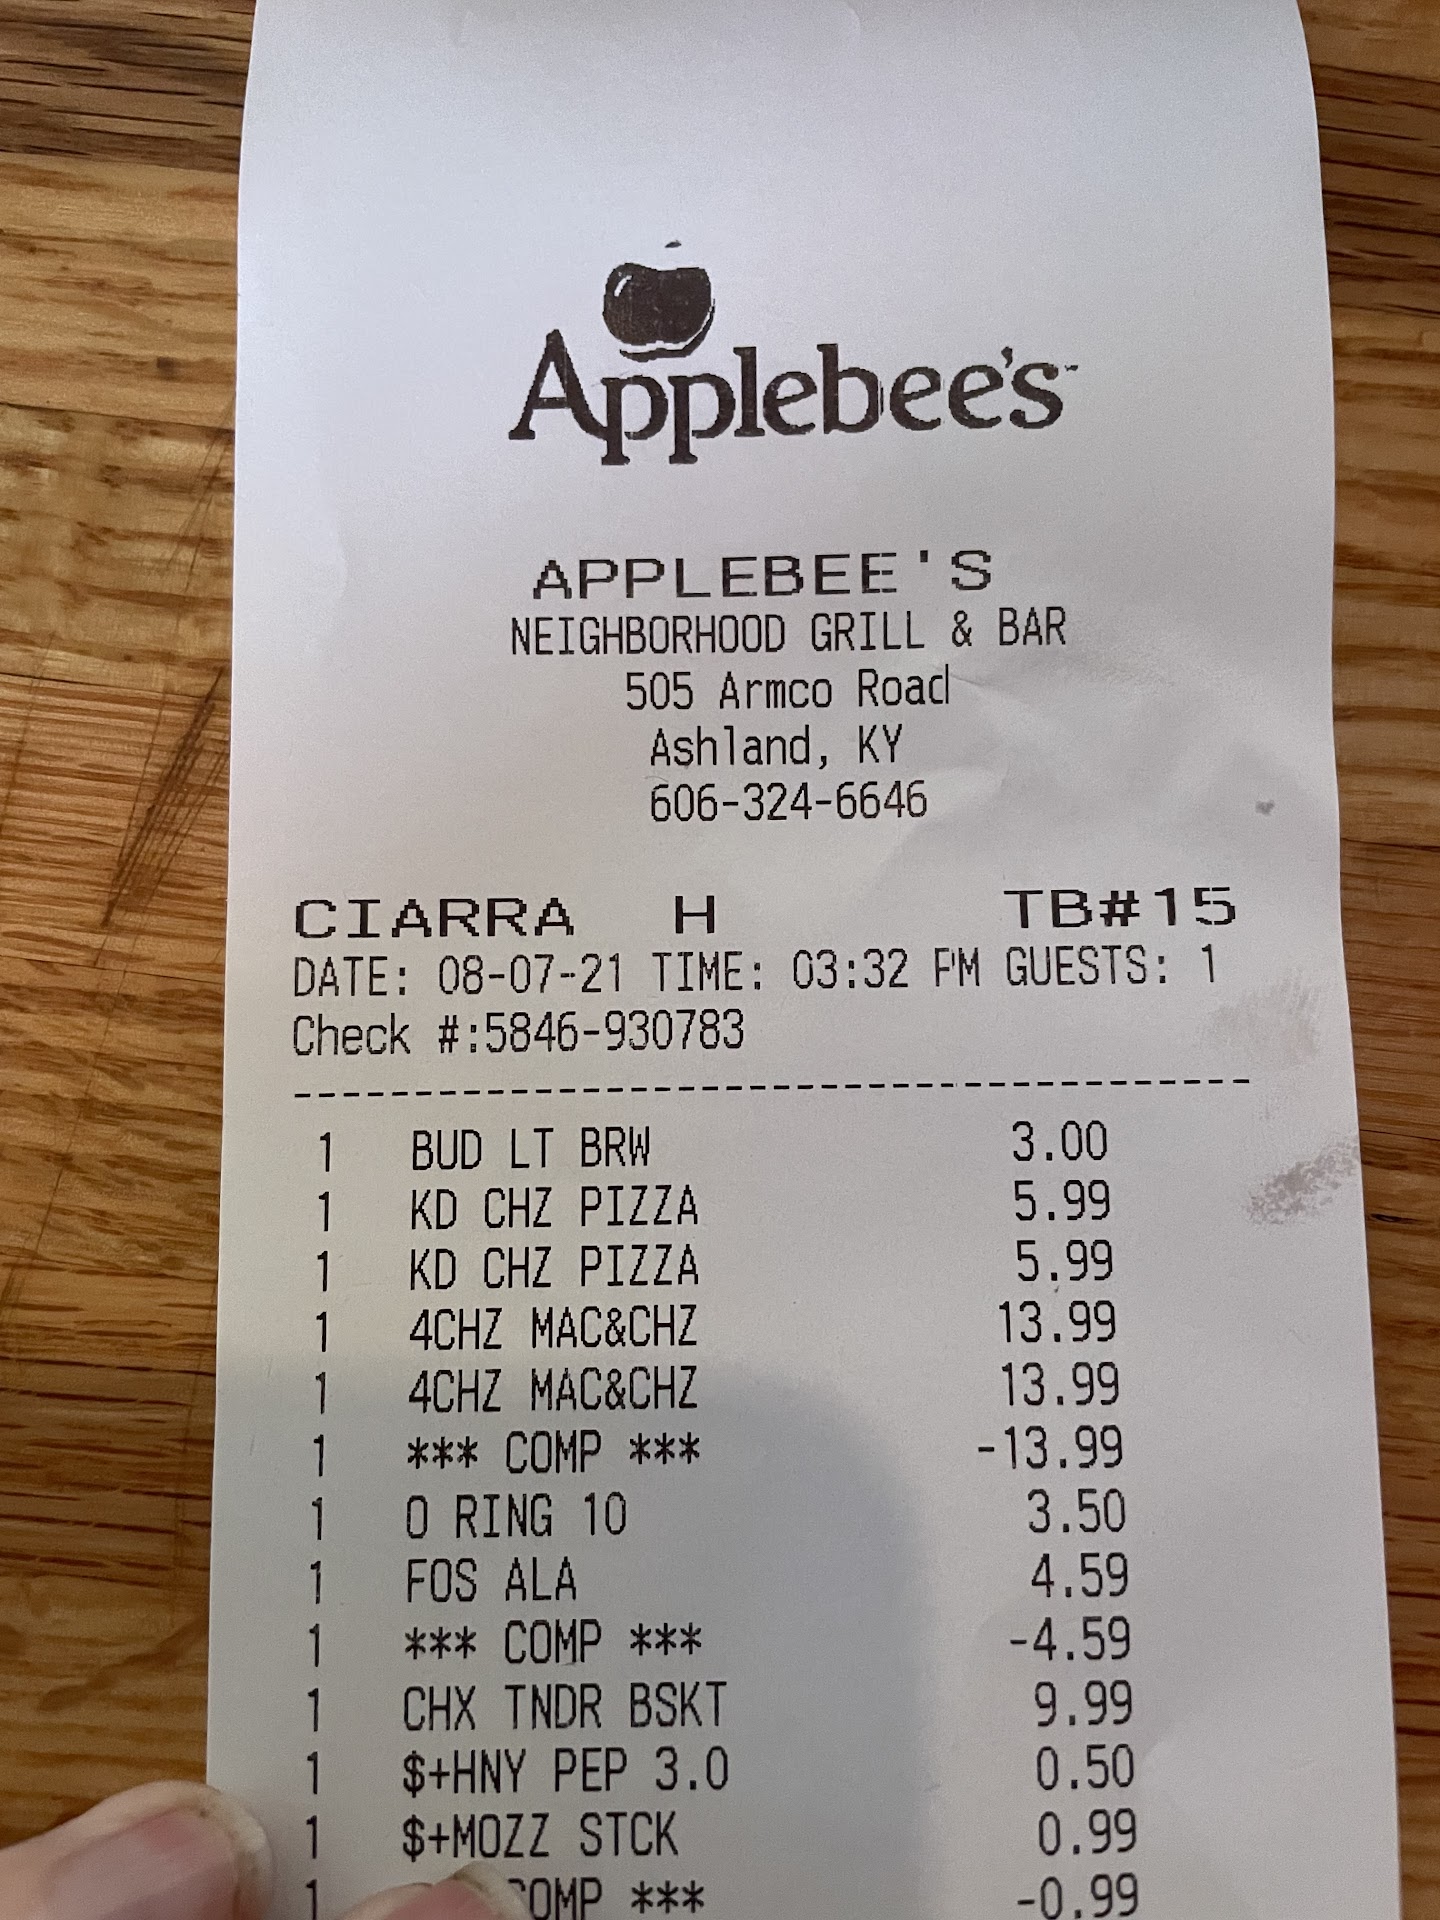 Applebee's™
APPLEBEE'S
NEIGHBORHOOD GRILL & BAR
505 Armco Road
Ashland, KY
606-324-6646
CIARRA H TB#15
DATE: 08-07-21 TIME: 03:32 PM GUESTS: 1
Check #:5846-930783
----------------------------------------
1 BUD LT BRW 3.00
1 KD CHZ PIZZA 5.99
1 KD CHZ PIZZA 5.99
1 4CHZ MAC&CHZ 13.99
1 4CHZ MAC&CHZ 13.99
1 *** COMP *** -13.99
1 O RING 10 3.50
1 FOS ALA 4.59
1 *** COMP *** -4.59
1 CHX TNDR BSKT 9.99
1 $+HNY PEP 3.0 0.50
1 $+MOZZ STCK 0.99
1 COMP *** -0.99